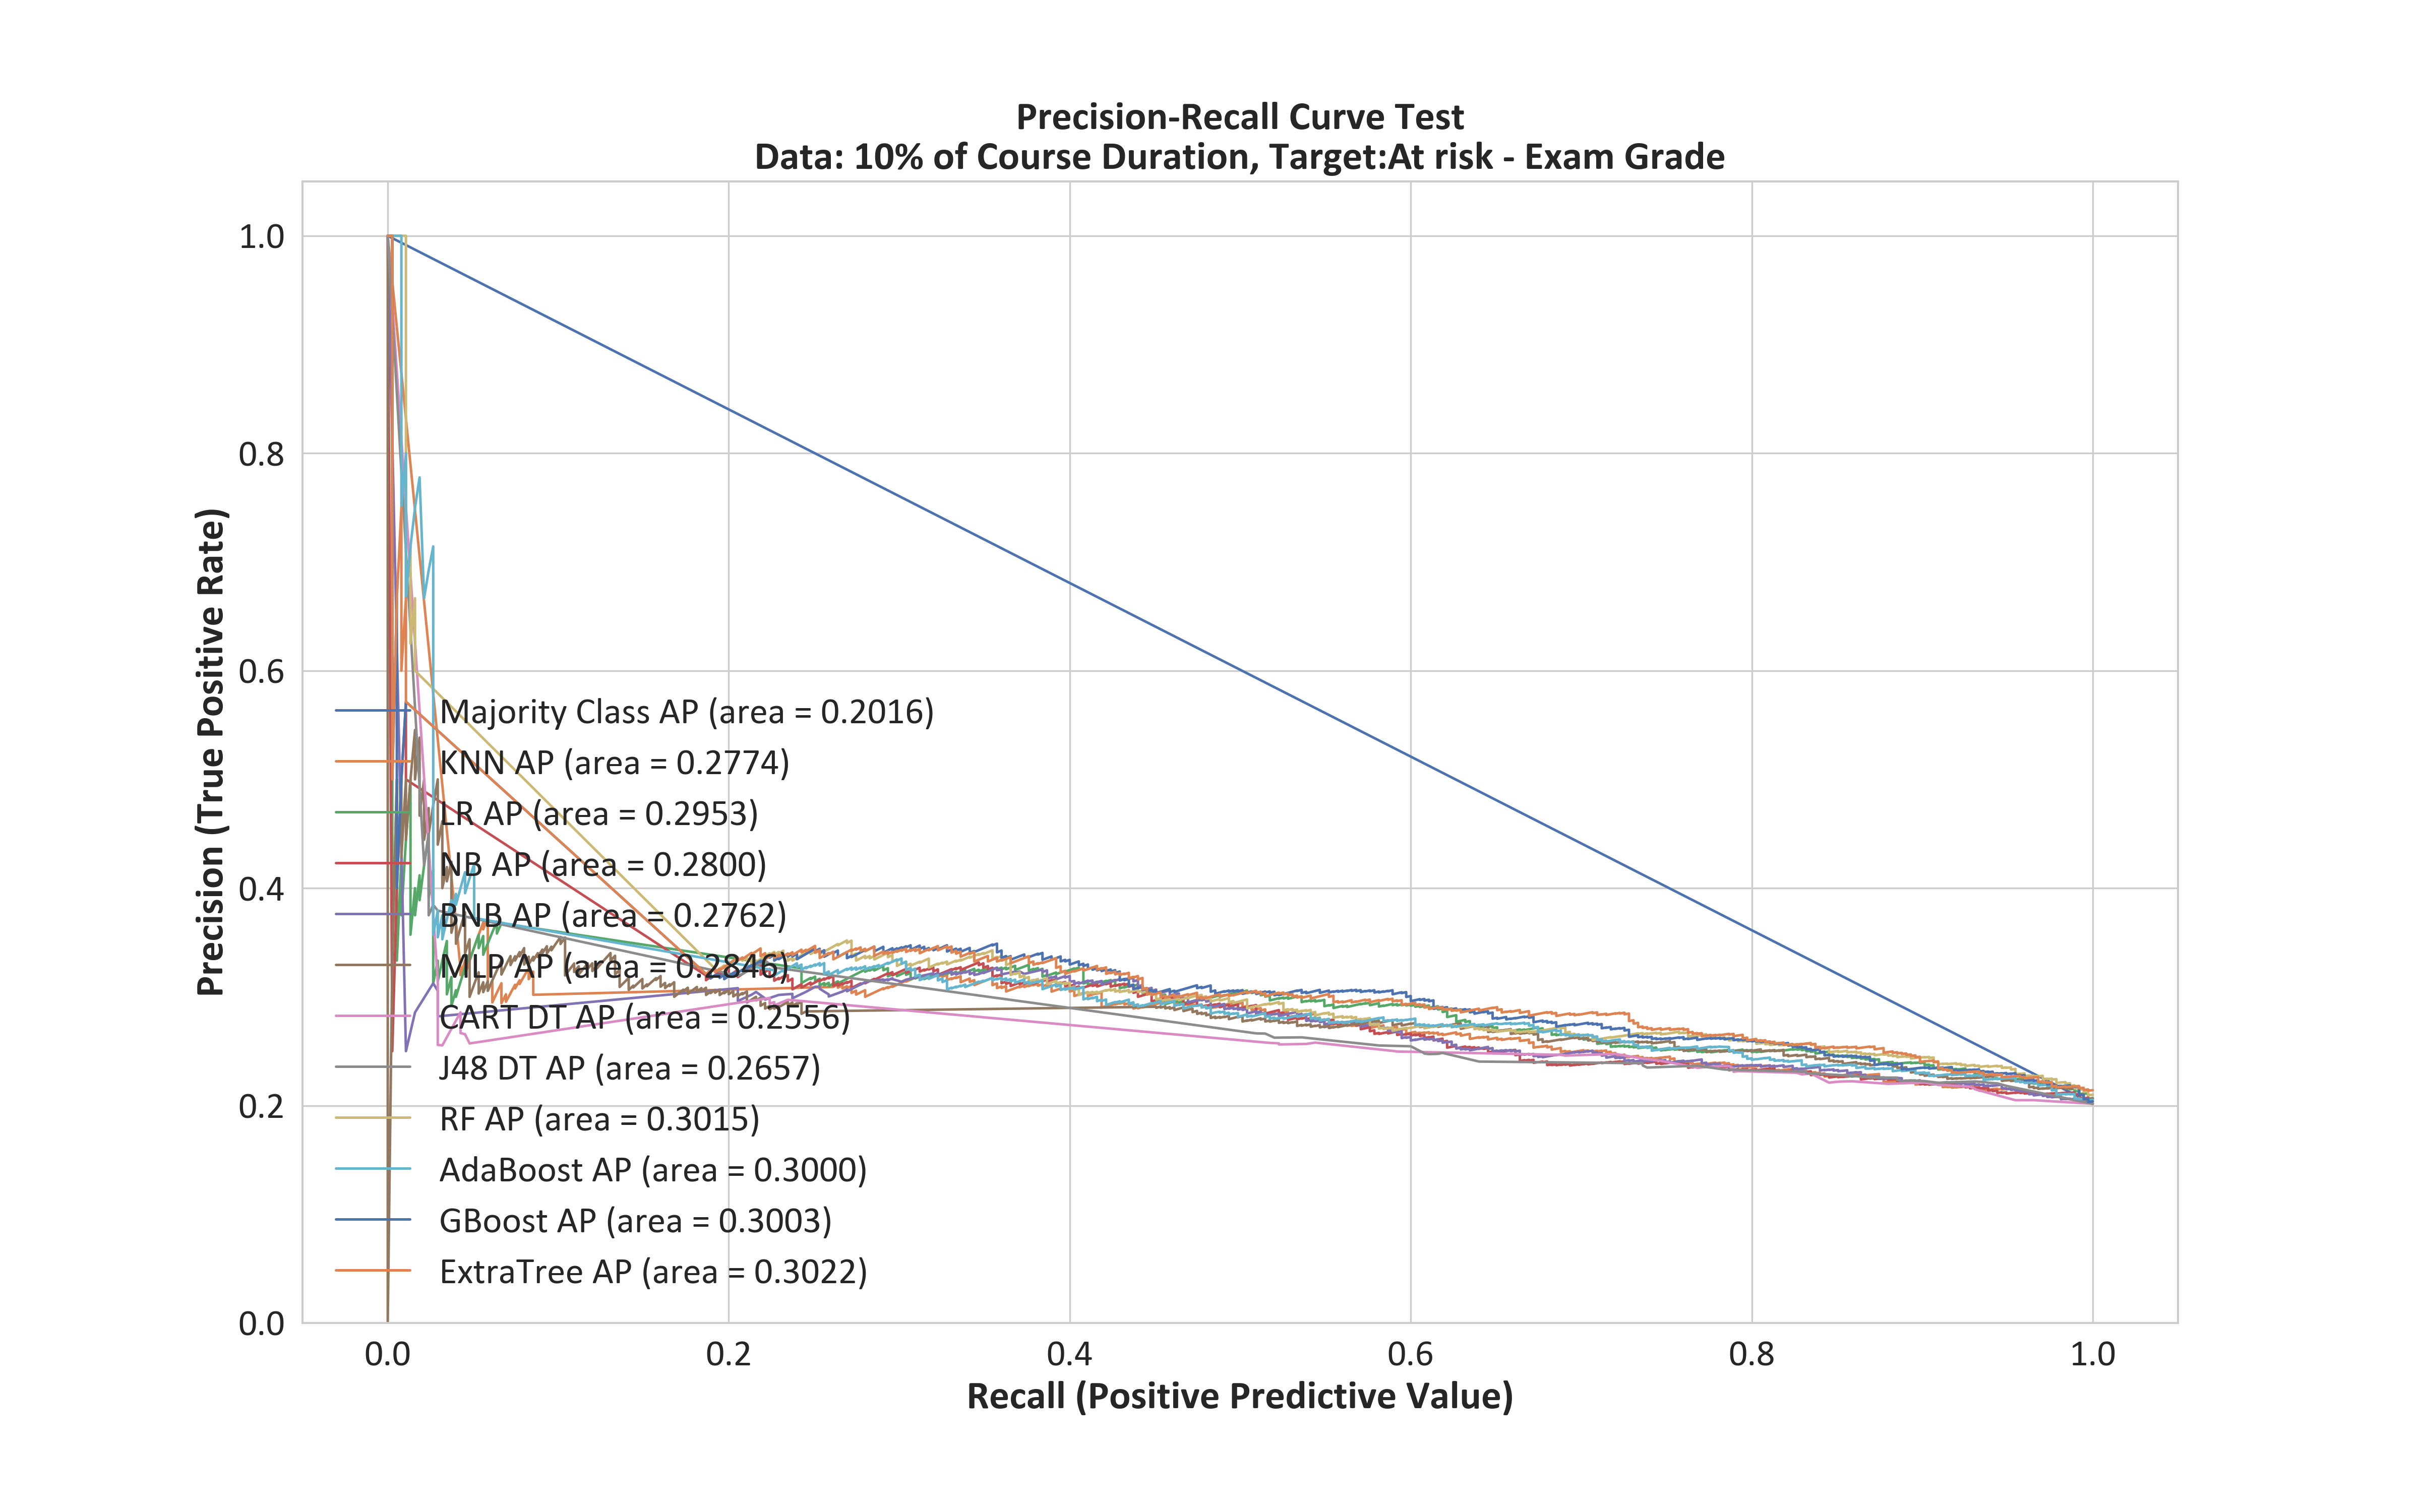 Precision-Recall Curve Test
Data: 10% of Course Duration, Target:At risk - Exam Grade
Precision (True Positive Rate)
1.0
0.8
0.6
0.4
0.2
0.0
Majority Class AP (area = 0.2016)
KNN AP (area = 0.2774)
LR AP (area = 0.2953)
NB AP (area = 0.2800)
BNB AP (area = 0.2762)
MLP AP (area = 0.2846)
CART DT AP (area = 0.2556)
J48 DT AP (area = 0.2657)
RF AP (area = 0.3015)
AdaBoost AP (area = 0.3000)
GBoost AP (area = 0.3003)
ExtraTree AP (area = 0.3022)
0.0 0.2 0.4 0.6 0.8 1.0
Recall (Positive Predictive Value)